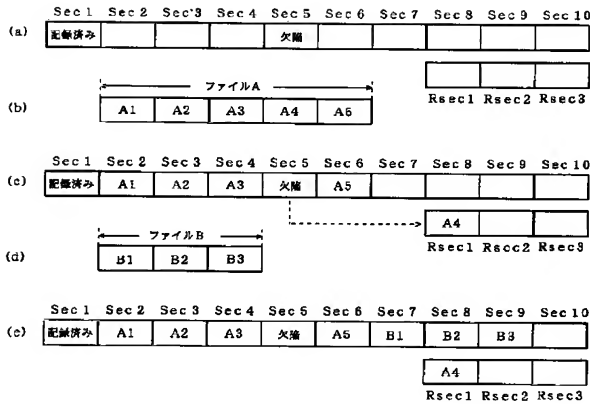 Sec 1 Sec 2 Sec 3 Sec 4 Sec 5 Sec 6 Sec 7 Sec 8 Sec 9 Sec 10
(a) 記録済み 欠陥
Rsec1 Rsec2 Rsec3
ファイルA
(b) A1 A2 A3 A4 A5
Sec 1 Sec 2 Sec 3 Sec 4 Sec 5 Sec 6 Sec 7 Sec 8 Sec 9 Sec 10
(c) 記録済み A1 A2 A3 欠陥 A5
A4
Rsec1 Rsec2 Rsec3
ファイルB
(d) B1 B2 B3
Sec 1 Sec 2 Sec 3 Sec 4 Sec 5 Sec 6 Sec 7 Sec 8 Sec 9 Sec 10
(e) 記録済み A1 A2 A3 欠陥 A5 B1 B2 B3
A4
Rsec1 Rsec2 Rsec3